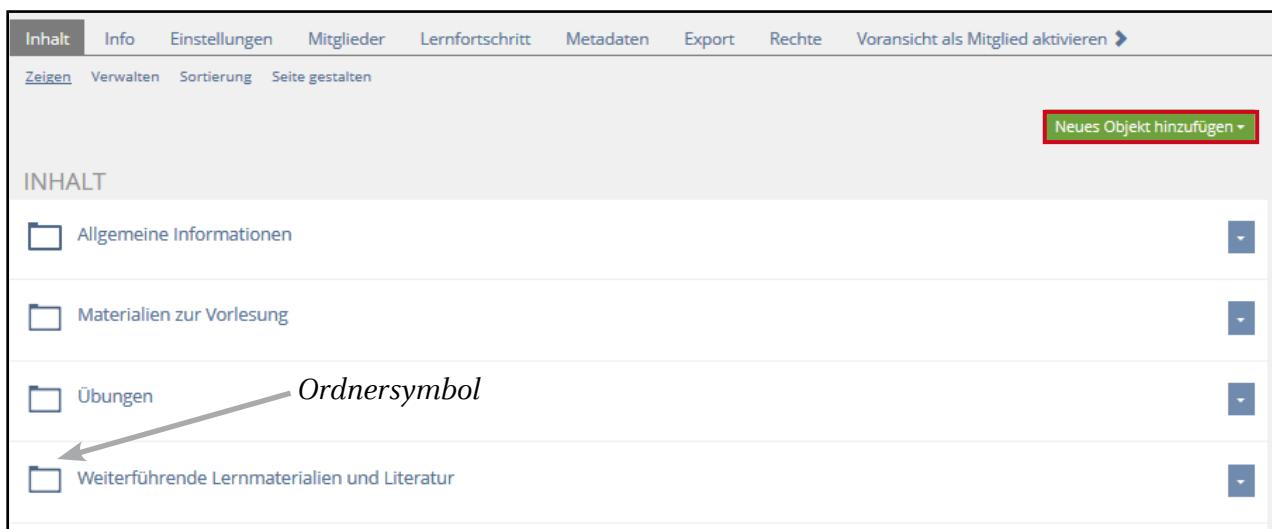 Inhalt Info Einstellungen Mitglieder Lernfortschritt Metadaten Export Rechte Voransicht als Mitglied aktivieren
Zeigen Verwalten Sortierung Seite gestalten
Neues Objekt hinzufügen
INHALT
Allgemeine Informationen
Materialien zur Vorlesung
Übungen
Ordnersymbol
Weiterführende Lernmaterialien und Literatur